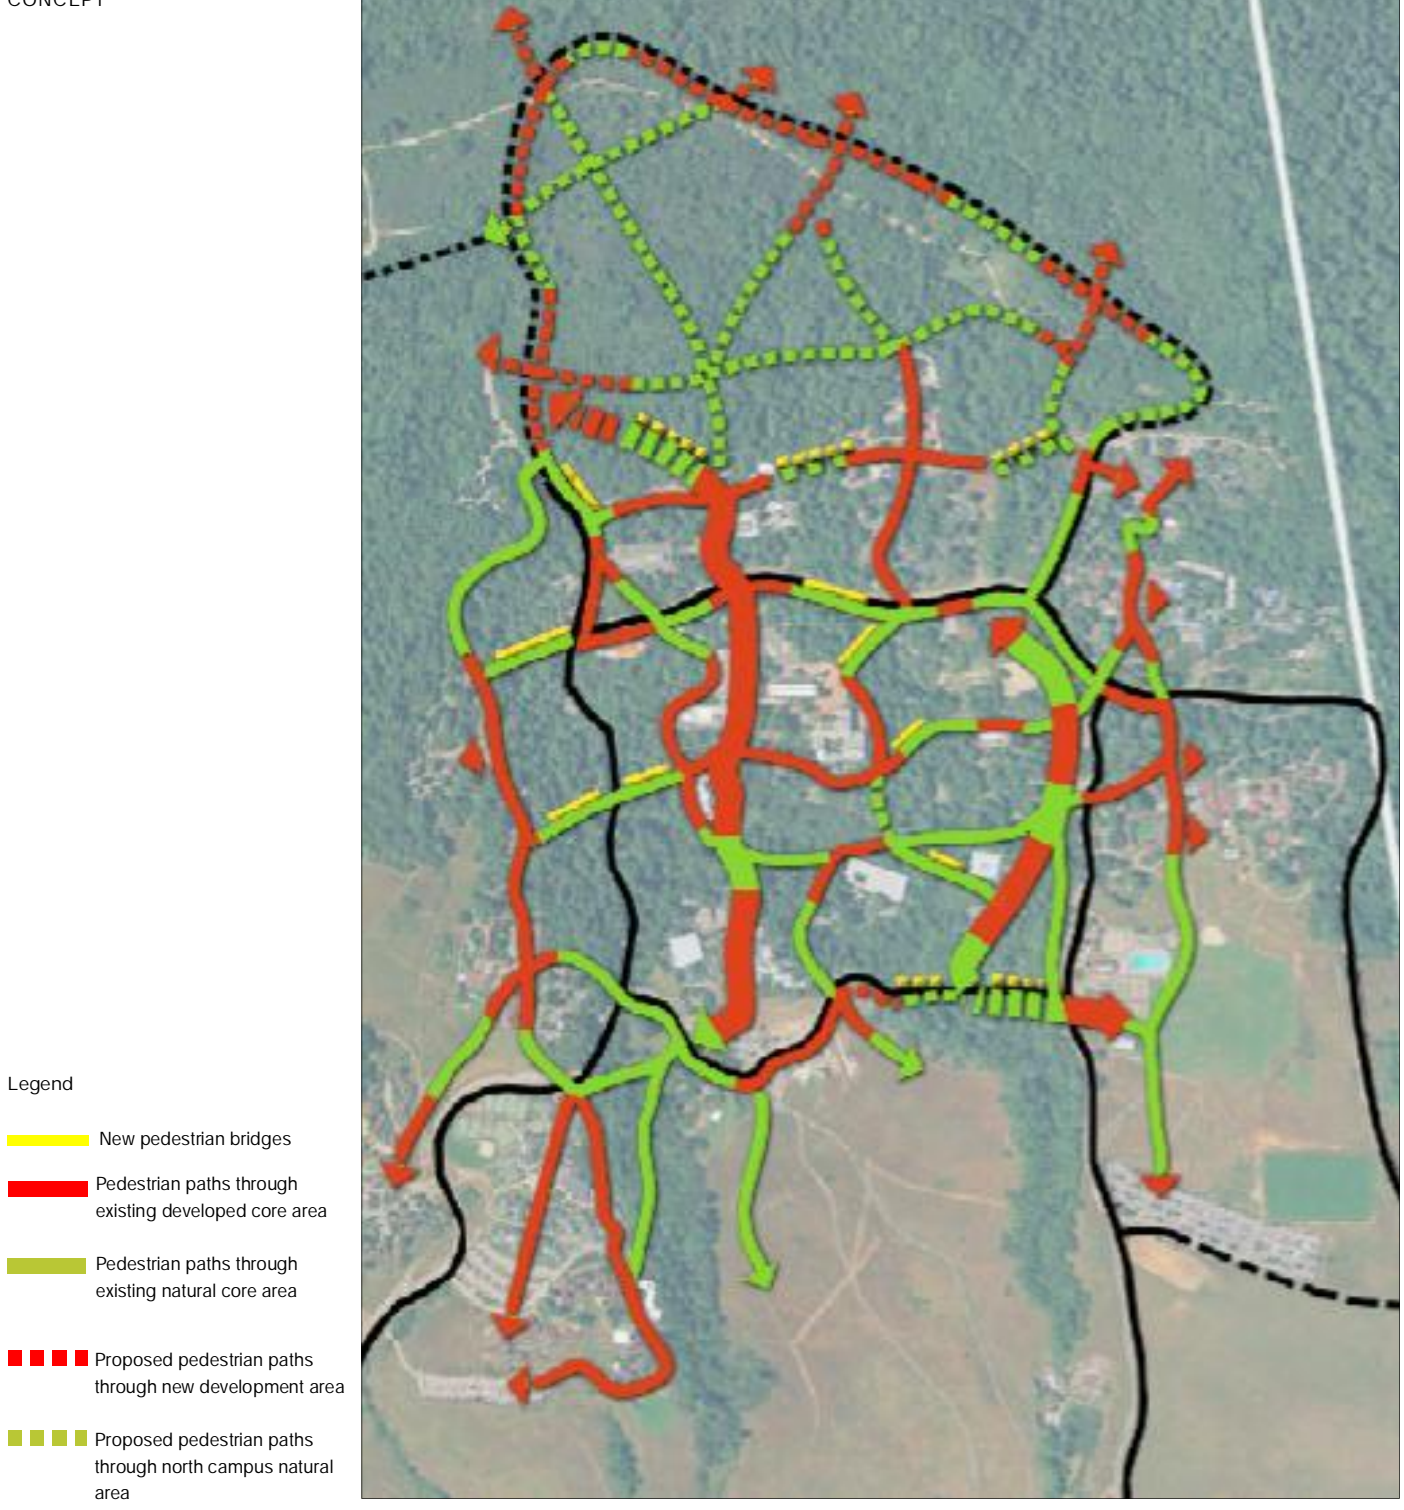 CONCEPT
Legend
New pedestrian bridges
Pedestrian paths through
existing developed core area
Pedestrian paths through
existing natural core area
Proposed pedestrian paths
through new development area
Proposed pedestrian paths
through north campus natural
area